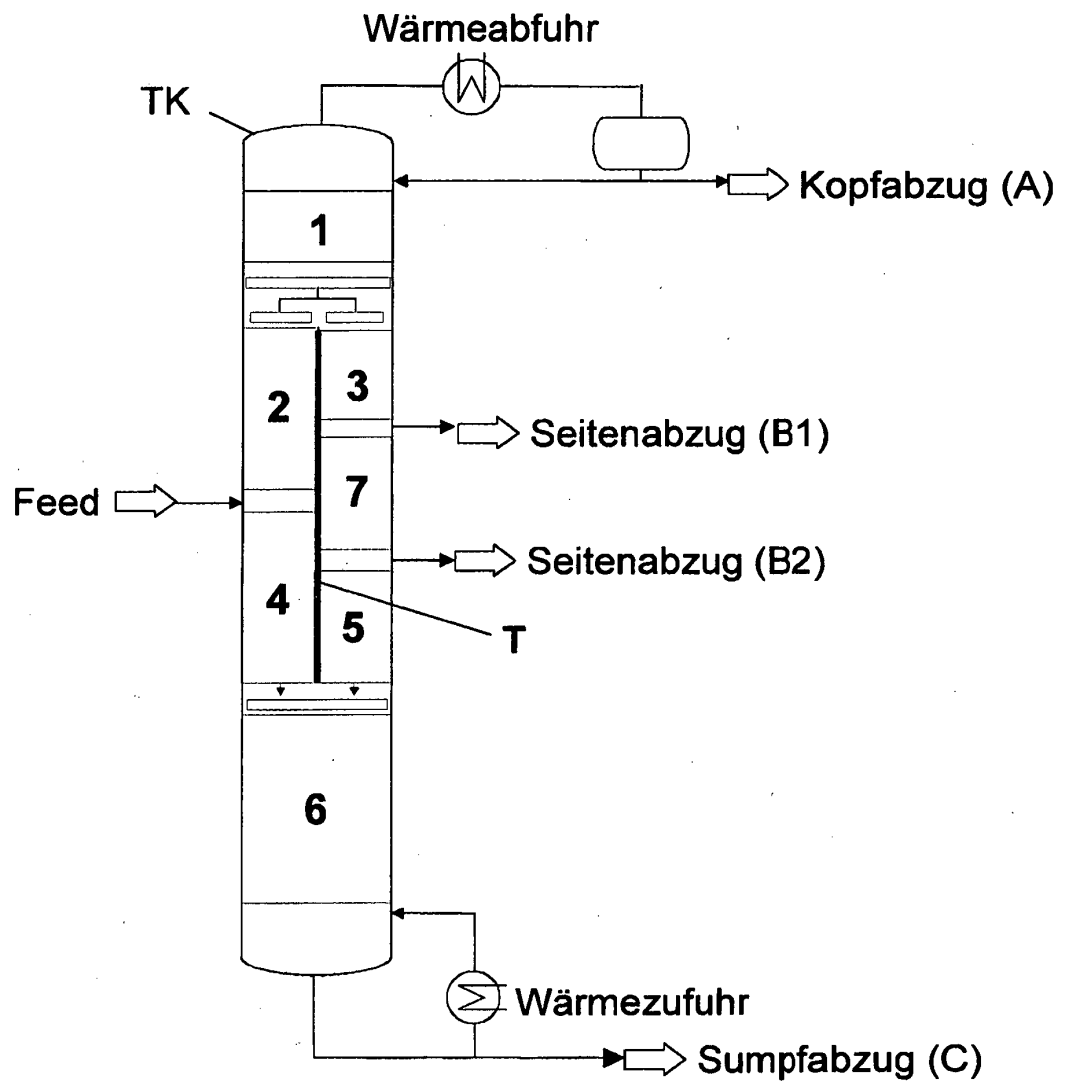 Wärmeabfuhr
TK
Kopfabzug (A)
1
2
3
Seitenabzug (B1)
7
Feed
Seitenabzug (B2)
4
5
T
6
Wärmezufuhr
Sumpfabzug (C)